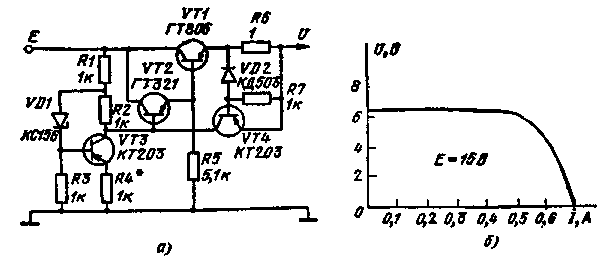 E
R1
1к
VD1
КС156
R2
1к
VT2
ГТ321
VT1
ГТ806
R6
1
U
VD2
КД503
R7
1к
VT3
КТ203
VT4
КТ203
R3
1к
R4*
1к
R5
5,1к
а)
U,В
8
6
4
2
0
E = 15 В
0,1
0,2
0,3
0,4
0,5
0,6
I, А
б)